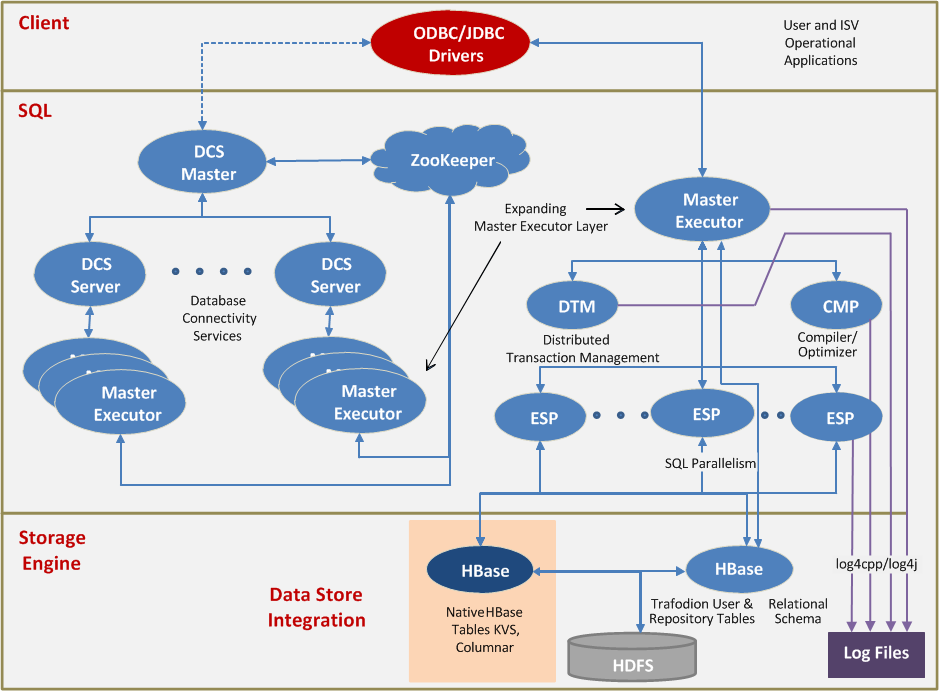 Client
ODBC/JDBC
Drivers
User and ISV
Operational
Applications
SQL
DCS
Master
ZooKeeper
Expanding
Master Executor Layer
Master
Executor
DCS
Server
DCS
Server
Database
Connectivity
Services
DTM
CMP
Distributed
Transaction Management
Compiler/
Optimizer
Master
Executor
Master
Executor
ESP
ESP
ESP
SQL Parallelism
Storage
Engine
Data Store
Integration
HBase
HBase
log4cpp/log4j
NativeHBase
Tables KVS,
Columnar
Trafodion User &
Repository Tables
Relational
Schema
HDFS
Log Files